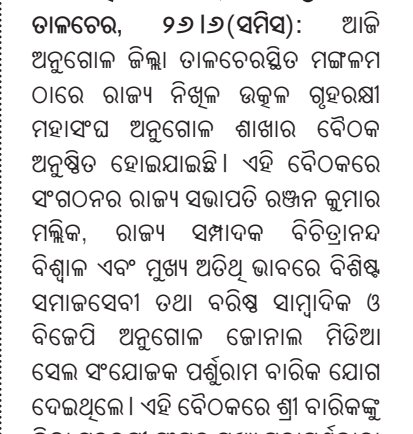 ତାଳଚେର, ୨୬।୬(ସମିସ): ଆଜି
ଅନୁଗୋଳ ଜିଲ୍ଲା ତାଳଚେରସ୍ଥିତ ମଙ୍ଗଳମ
ଠାରେ ରାଜ୍ୟ ନିଖିଳ ଉତ୍କଳ ଗୃହରକ୍ଷୀ
ମହାସଂଘ ଅନୁଗୋଳ ଶାଖାର ବୈଠକ
ଅନୁଷ୍ଠିତ ହୋଇଯାଇଛି। ଏହି ବୈଠକରେ
ସଂଗଠନର ରାଜ୍ୟ ସଭାପତି ରଞ୍ଜନ କୁମାର
ମଲ୍ଲିକ, ରାଜ୍ୟ ସମ୍ପାଦକ ବିଚିତ୍ରାନନ୍ଦ
ବିଶ୍ୱାଳ ଏବଂ ମୁଖ୍ୟ ଅତିଥି ଭାବରେ ବିଶିଷ୍ଟ
ସମାଜସେବୀ ତଥା ବରିଷ୍ଠ ସାମ୍ବାଦିକ ଓ
ବିଜେପି ଅନୁଗୋଳ ଜୋନାଲ ମିଡିଆ
ସେଲ ସଂଯୋଜକ ପର୍ଶୁରାମ ବାରିକ ଯୋଗ
ଦେଇଥିଲେ। ଏହି ବୈଠକରେ ଶ୍ରୀ ବାରିକଙ୍କୁ